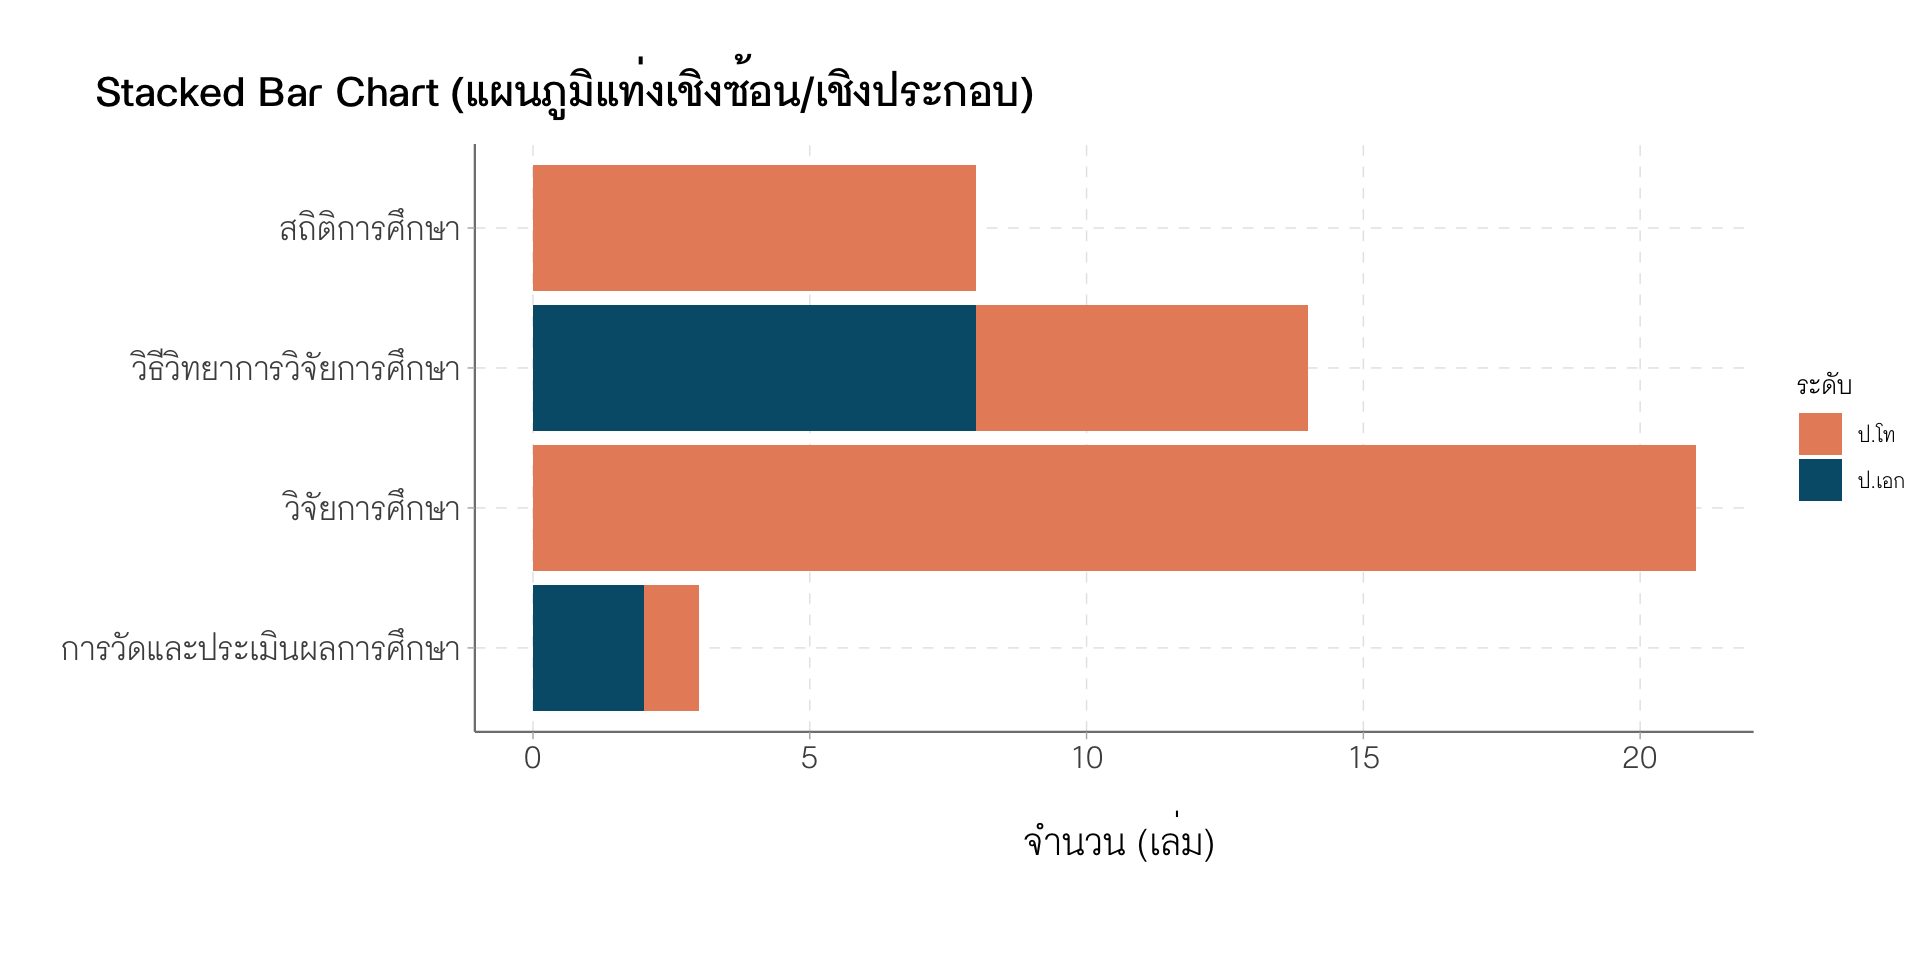 Stacked Bar Chart (แผนภูมิแท่งเชิงซ้อน/เชิงประกอบ)
สถิติการศึกษา
วิธีวิทยาการวิจัยการศึกษา
วิจัยการศึกษา
การวัดและประเมินผลการศึกษา
0 5 10 15 20
จำนวน (เล่ม)
ระดับ
ป.โท
ป.เอก